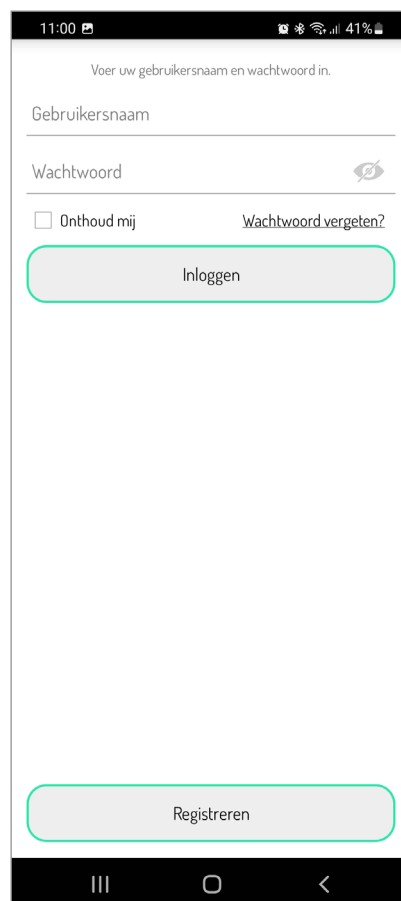 11:00 41%
Voer uw gebruikersnaam en wachtwoord in.
Gebruikersnaam
Wachtwoord
Onthoud mij Wachtwoord vergeten?
Inloggen
Registreren